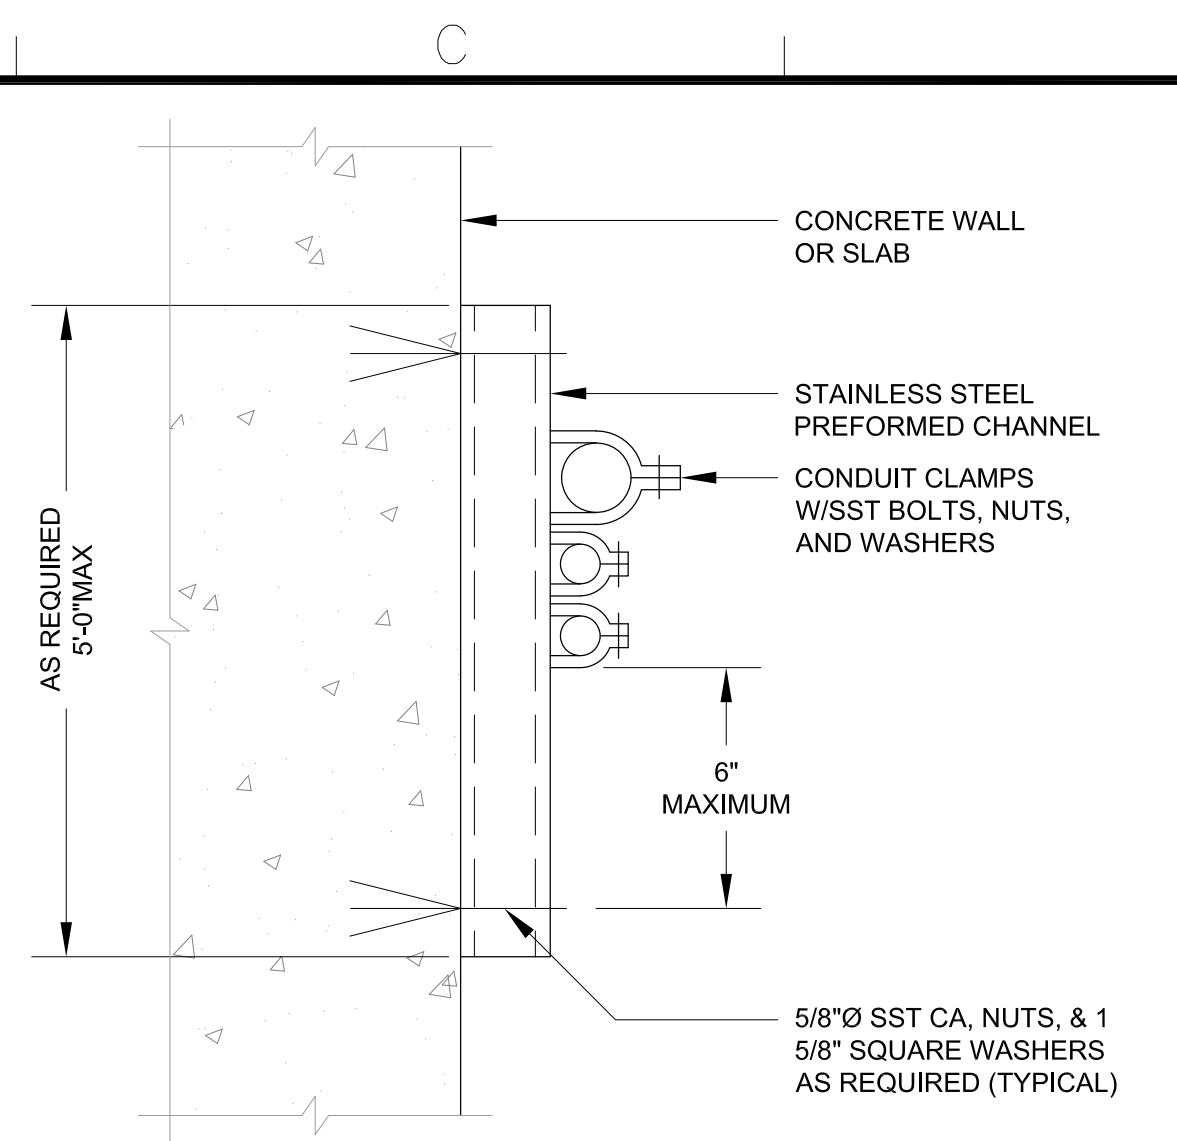 C
CONCRETE WALL
OR SLAB
STAINLESS STEEL
PREFORMED CHANNEL
CONDUIT CLAMPS
W/SST BOLTS, NUTS,
AND WASHERS
AS REQUIRED
5'-0"MAX
6"
MAXIMUM
5/8"Ø SST CA, NUTS, & 1
5/8" SQUARE WASHERS
AS REQUIRED (TYPICAL)